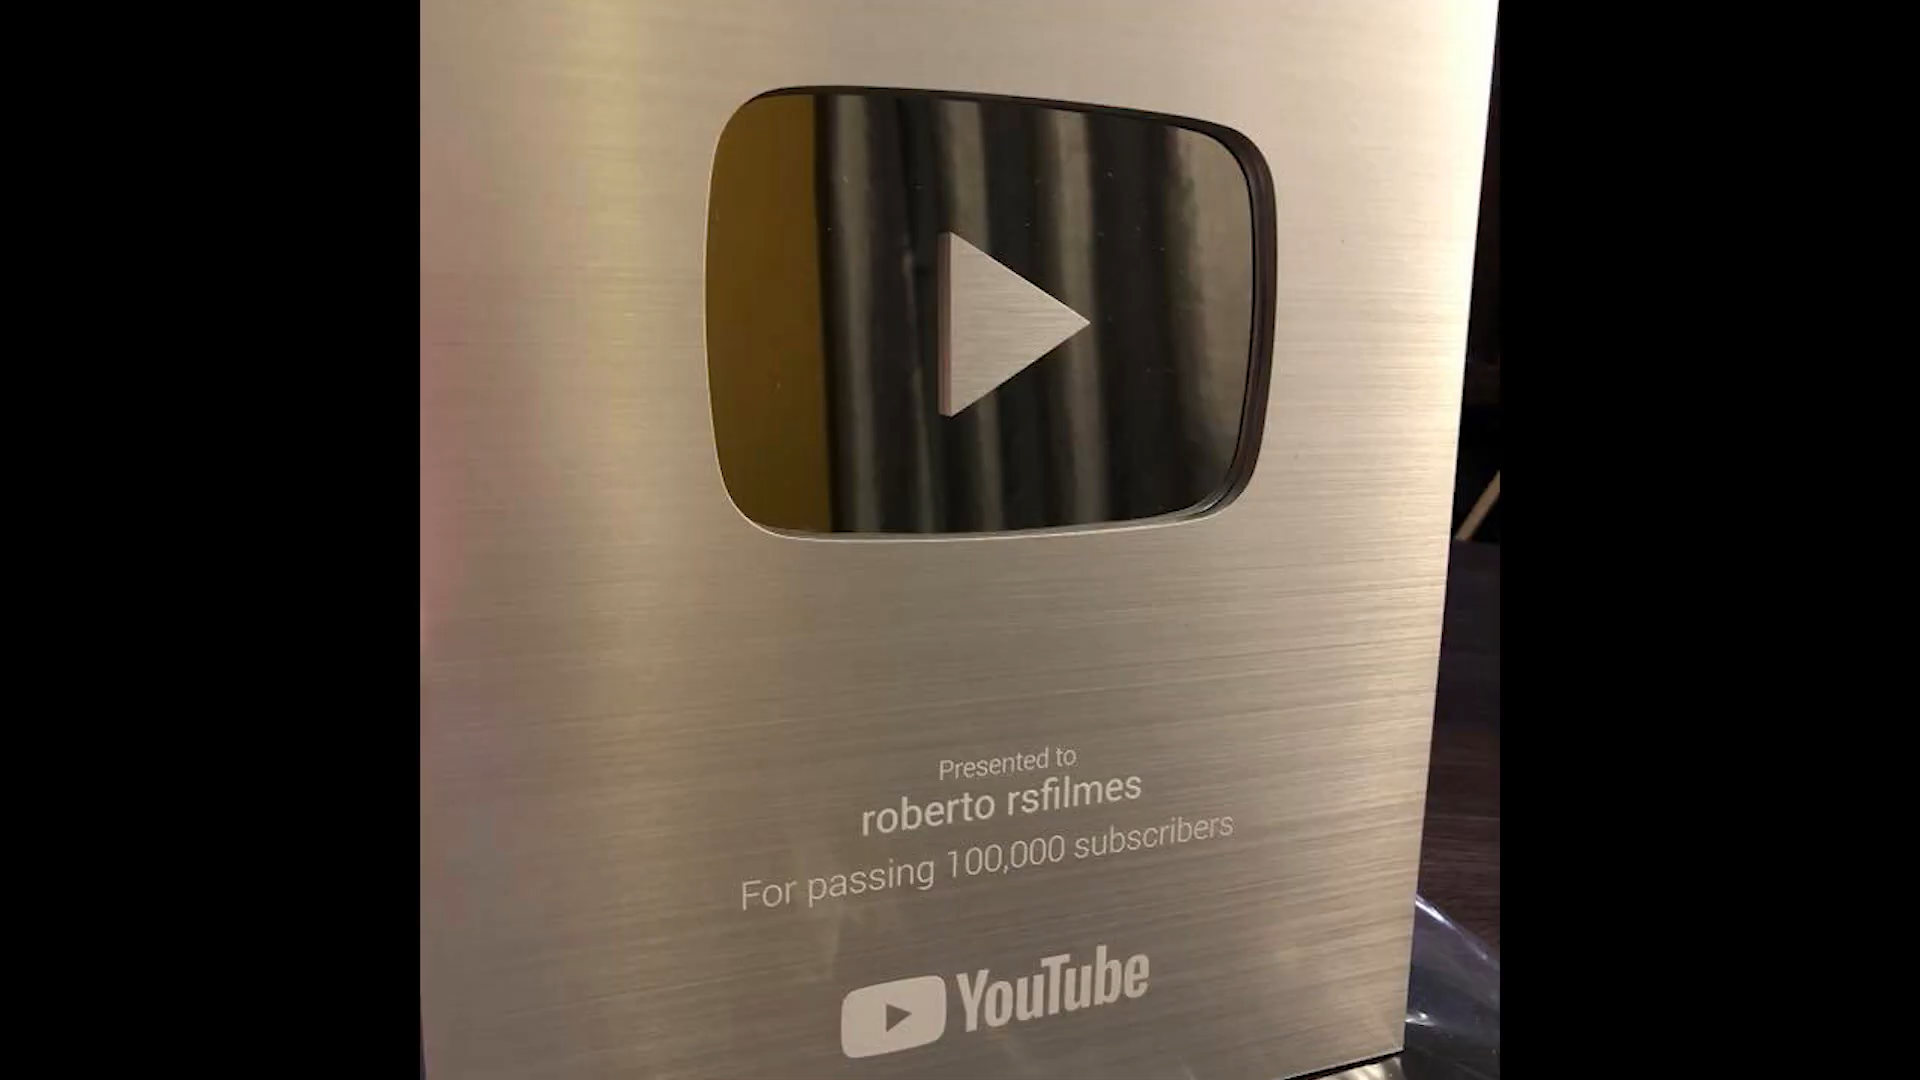 Presented to
roberto rsfilmes
For passing 100,000 subscribers
YouTube